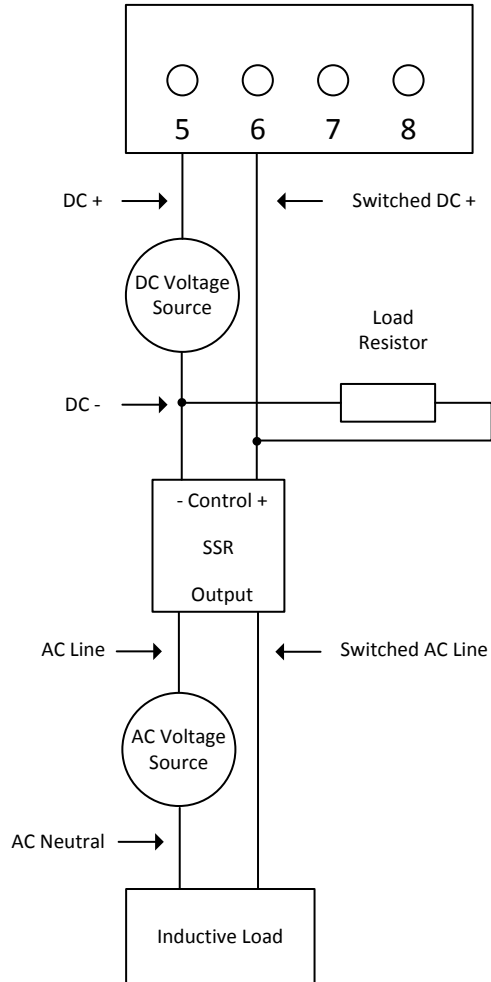 5 6 7 8
DC + Switched DC +
DC Voltage
Source
Load
Resistor
DC -
- Control +
SSR
Output
AC Line Switched AC Line
AC Voltage
Source
AC Neutral
Inductive Load